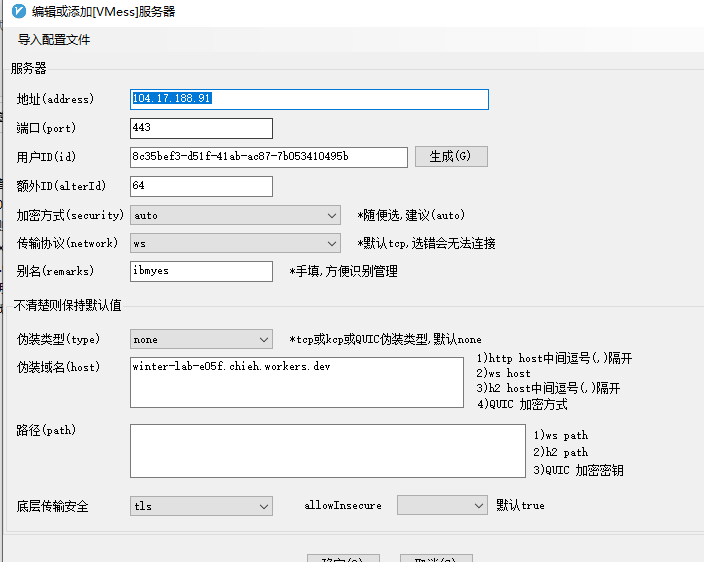 编辑或添加[VMess]服务器
导入配置文件
服务器
地址(address) 104.17.188.91
端口(port) 443
用户ID(id) 8c35bef3-d51f-41ab-ac87-7b053410495b 生成(G)
额外ID(alterId) 64
加密方式(security) auto *随便选,建议(auto)
传输协议(network) ws *默认tcp,选错会无法连接
别名(remarks) ibmyes *手填,方便识别管理
不清楚则保持默认值
伪装类型(type) none *tcp或kcp或QUIC伪装类型,默认none
伪装域名(host) winter-lab-e05f.chieh.workers.dev
1)http host中间逗号(,)隔开
2)ws host
3)h2 host中间逗号(,)隔开
4)QUIC 加密方式
路径(path)
1)ws path
2)h2 path
3)QUIC 加密密钥
底层传输安全 tls allowInsecure 默认true